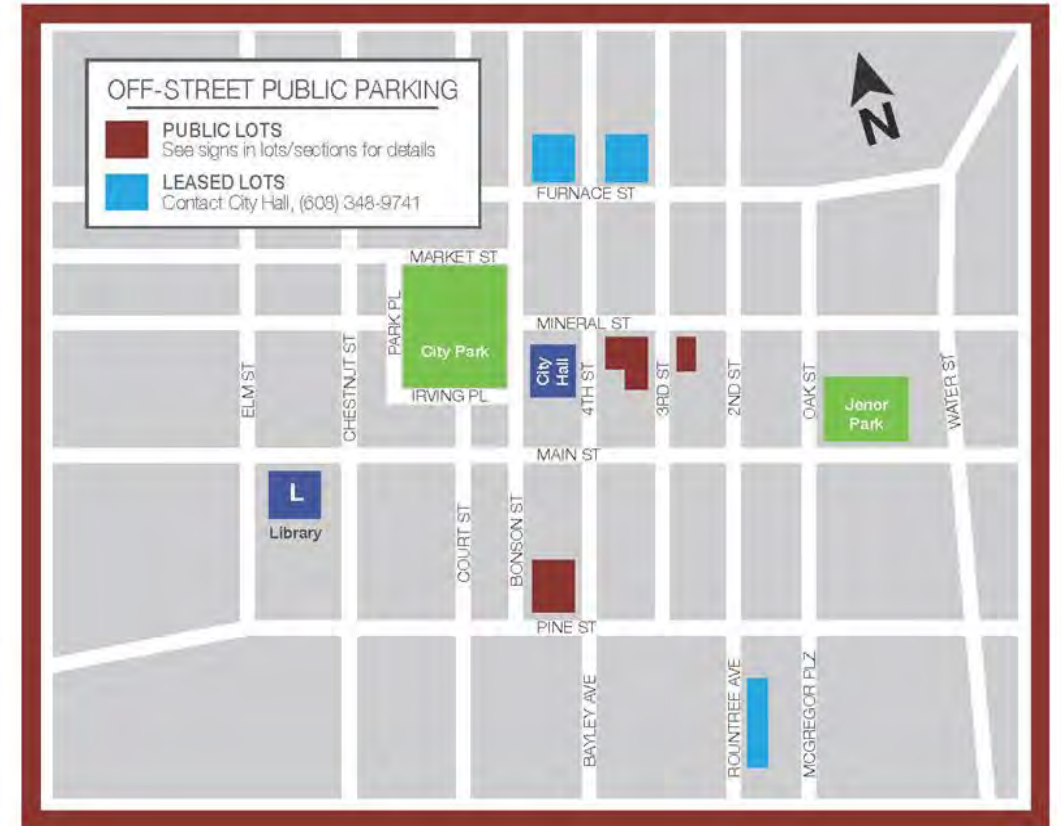 OFF-STREET PUBLIC PARKING
PUBLIC LOTS
See signs in lots/sections for details
LEASED LOTS
Contact City Hall, (608) 348-9741
N
FURNACE ST
MARKET ST
PARK PL
City Park
IRVING PL
MINERAL ST
City
Hall
ELM ST
CHESTNUT ST
4TH ST
3RD ST
2ND ST
OAK ST
Jenor
Park
WATER ST
MAIN ST
L
Library
COURT ST
BONSON ST
PINE ST
BAYLEY AVE
ROUNTREE AVE
MCGREGOR PLZ